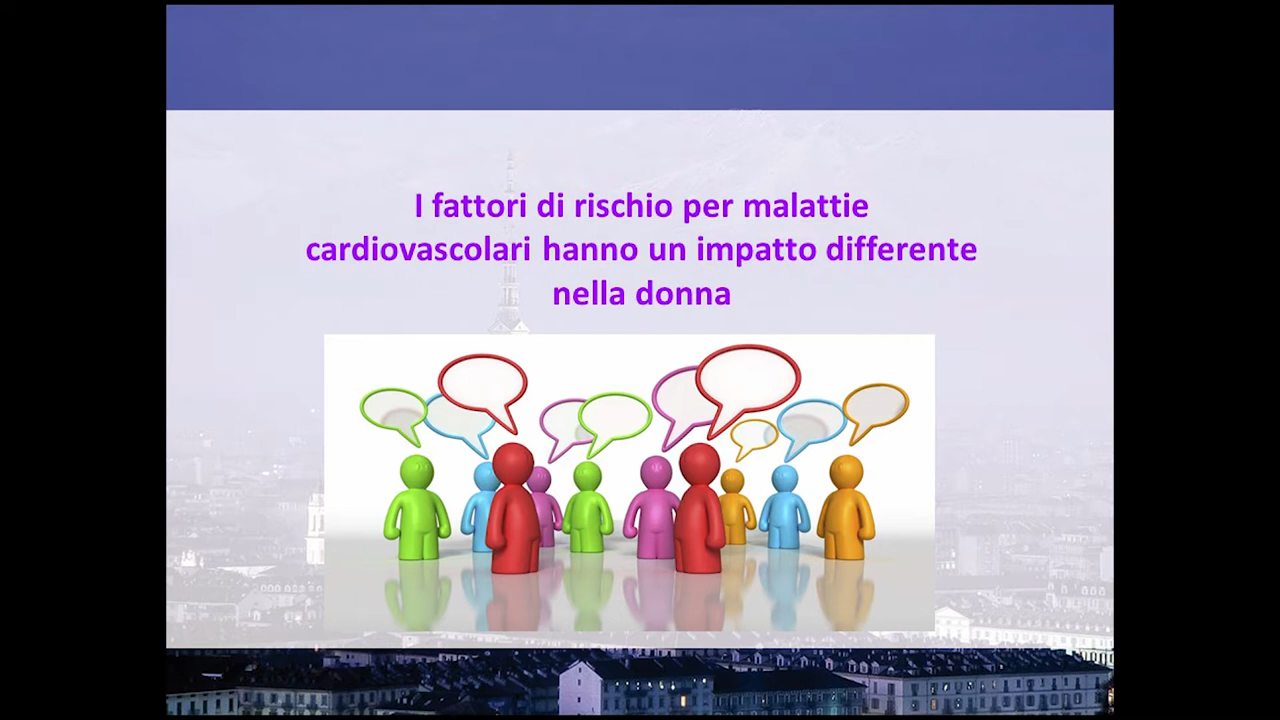 I fattori di rischio per malattie
cardiovascolari hanno un impatto differente
nella donna